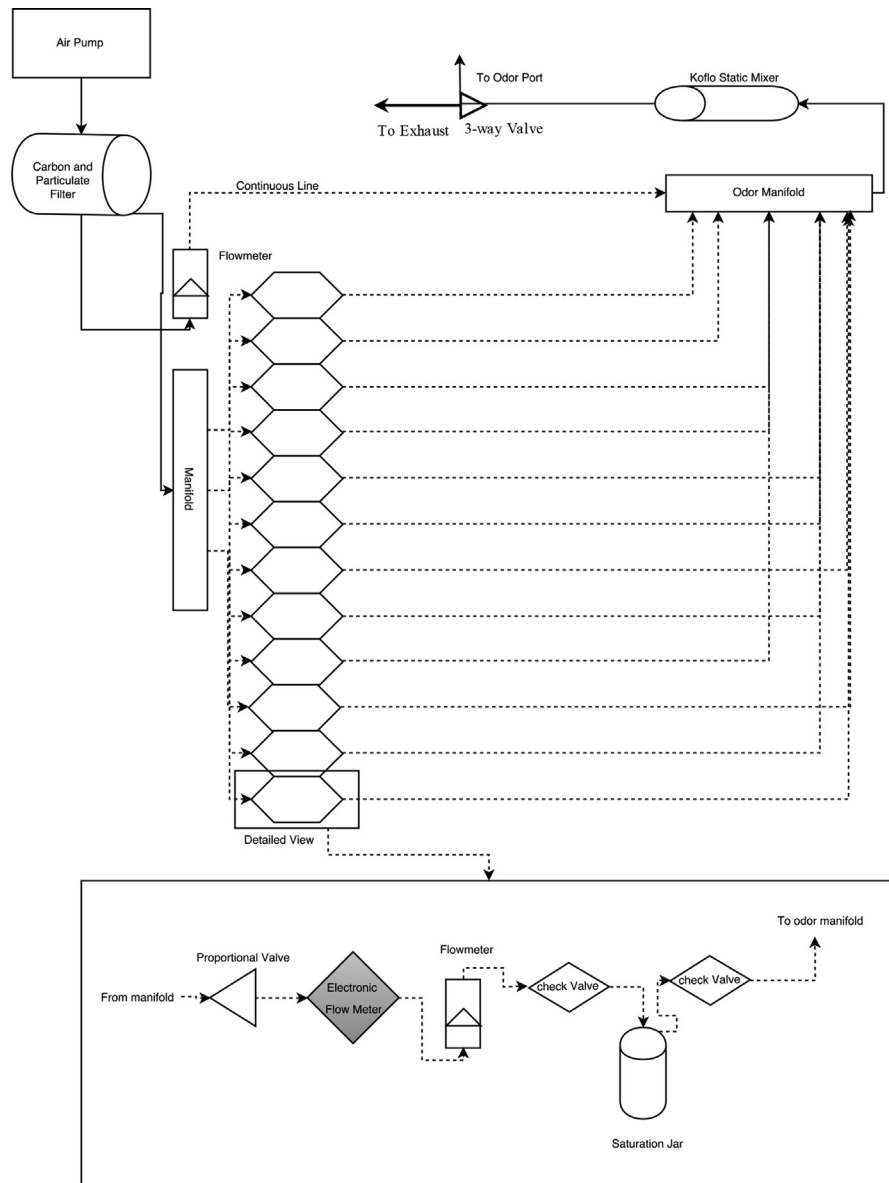 Air Pump
To Odor Port
Koflo Static Mixer
To Exhaust
3-way Valve
Carbon and
Particulate
Filter
Continuous Line
Odor Manifold
Flowmeter
Manifold
Detailed View
To odor manifold
Flowmeter
Proportional Valve
check Valve
check Valve
Electronic
Flow Meter
From manifold
Saturation Jar